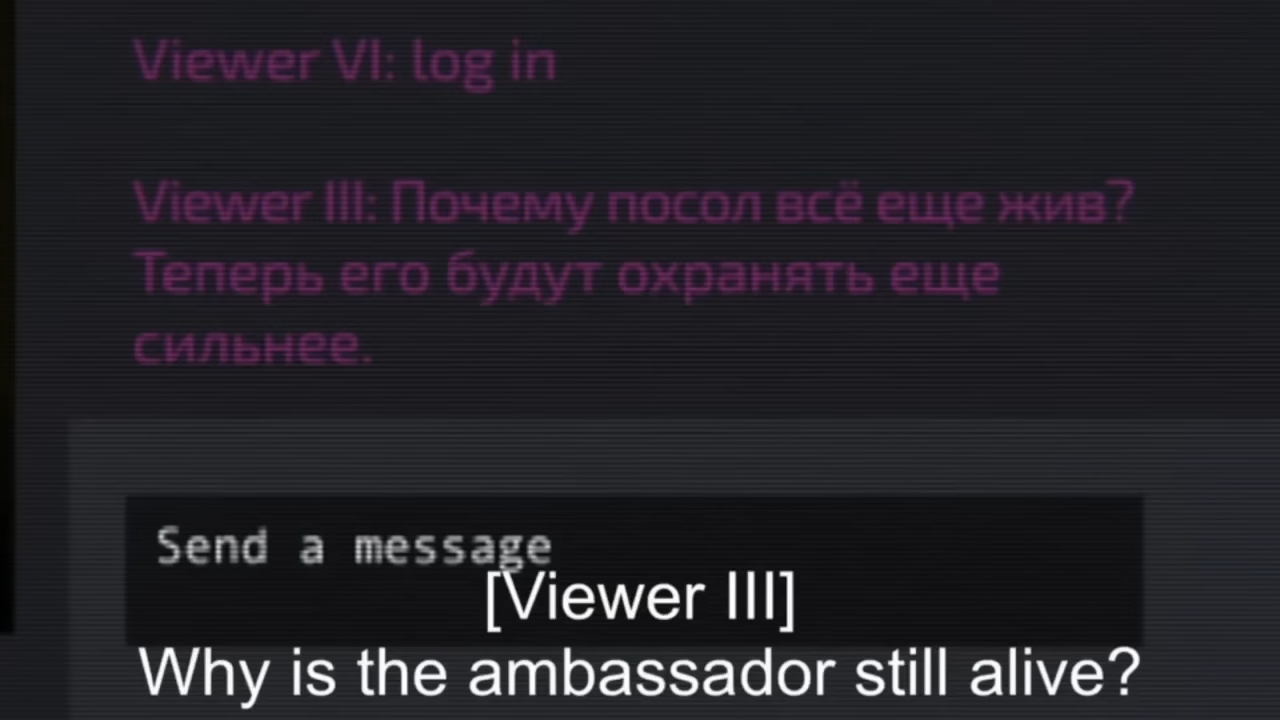 Viewer VI: log in
Viewer III: Почему посол всё еще жив?
Теперь его будут охранять еще
сильнее.
Send a message
[Viewer III]
Why is the ambassador still alive?